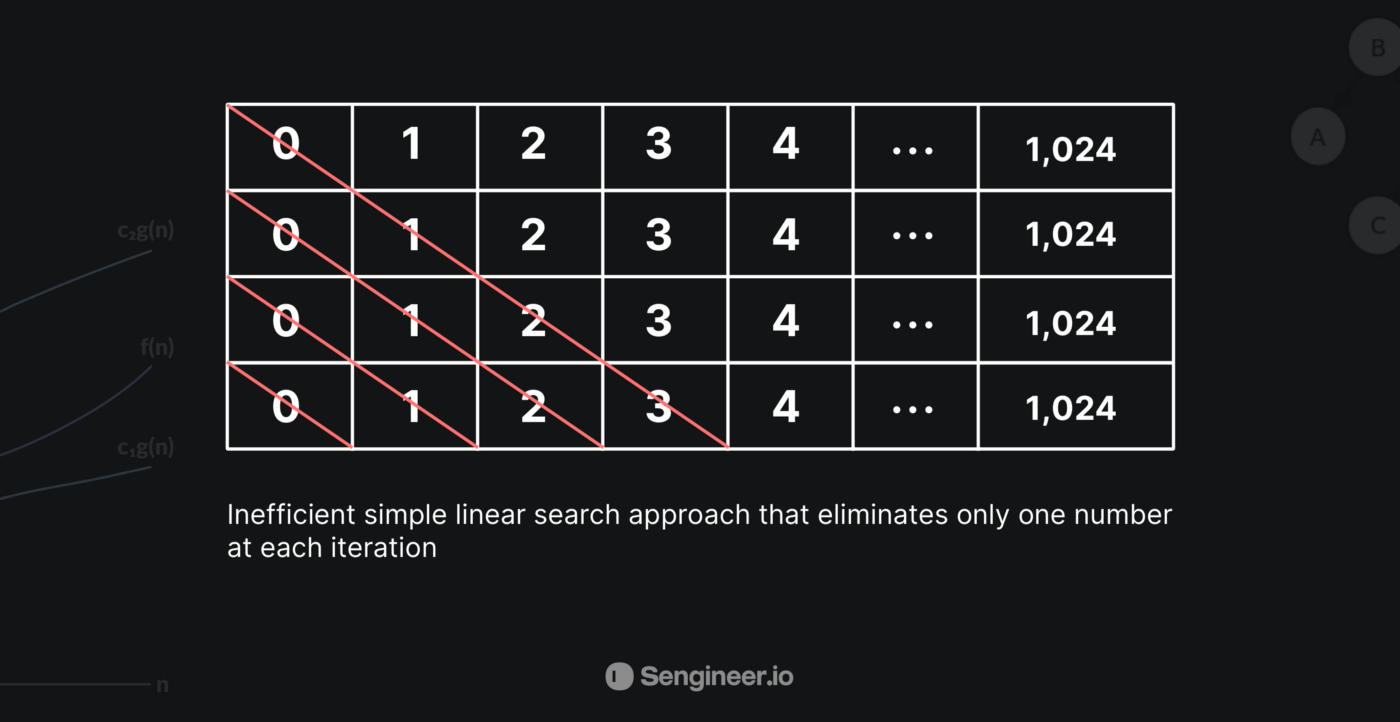 B
A
C
c₂g(n)
f(n)
c₁g(n)
n
0 1 2 3 4 ... 1,024
0 1 2 3 4 ... 1,024
0 1 2 3 4 ... 1,024
0 1 2 3 4 ... 1,024
Inefficient simple linear search approach that eliminates only one number
at each iteration
Sengineer.io